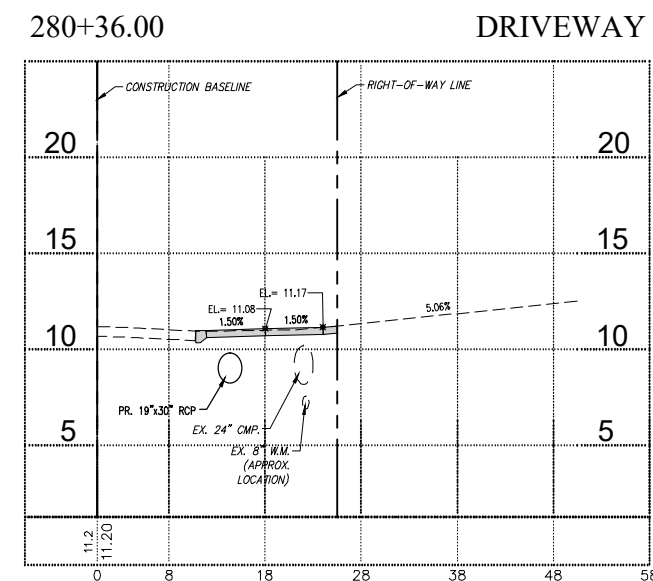 280+36.00 DRIVEWAY
CONSTRUCTION BASELINE
RIGHT-OF-WAY LINE
20 20
15 15
EL.= 11.17
EL.= 11.08
1.50% 1.50%
5.06%
10 10
PR. 19"x30" RCP
EX. 24" CMP.
5 5
EX. 8" W.M.
(APPROX.
LOCATION)
11.2
11.20
0 8 18 28 38 48 58